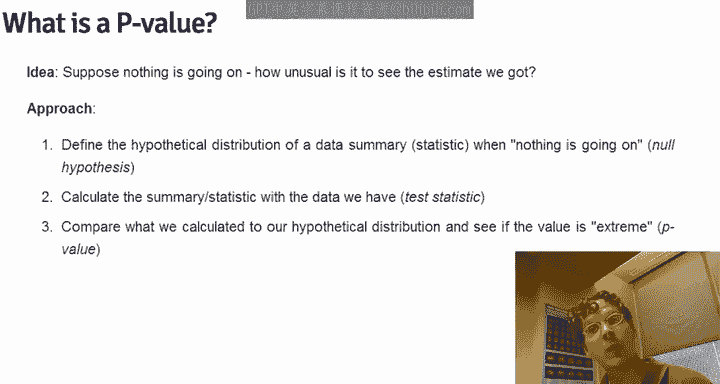 What is a P-value?
Idea: Suppose nothing is going on - how unusual is it to see the estimate we got?
Approach:
1. Define the hypothetical distribution of a data summary (statistic) when "nothing is going on" (null
hypothesis)
2. Calculate the summary/statistic with the data we have (test statistic)
3. Compare what we calculated to our hypothetical distribution and see if the value is "extreme" (p-
value)